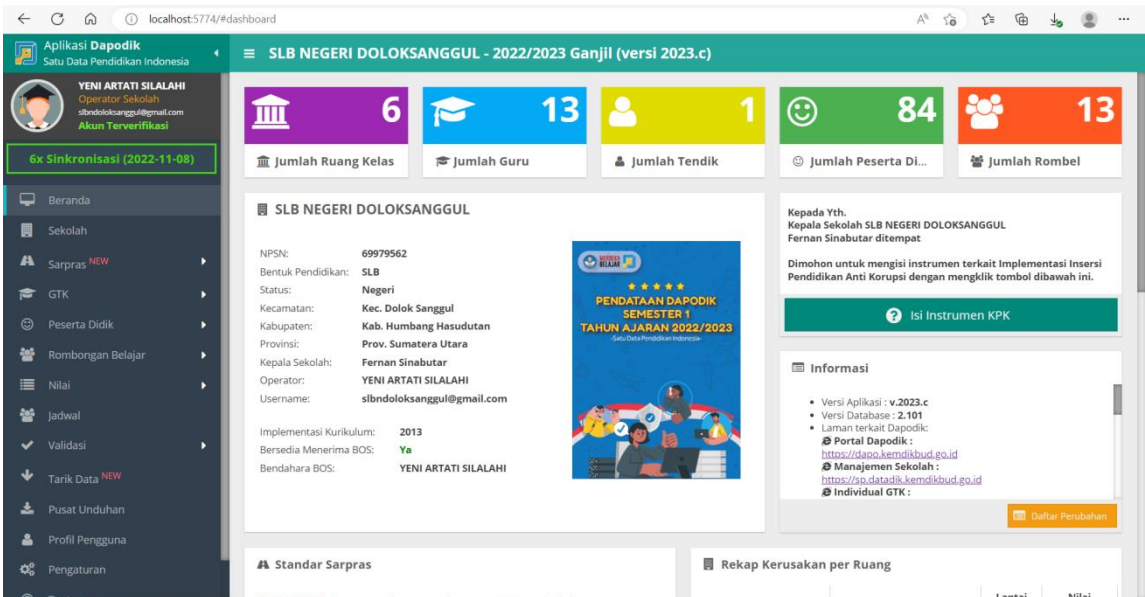 localhost:5774/#dashboard
Aplikasi Dapodik
Satu Data Pendidikan Indonesia
SLB NEGERI DOLOKSANGGUL - 2022/2023 Ganjil (versi 2023.c)
YENI ARTATI SILALAHI
Operator Sekolah
slbndoloksanggul@gmail.com
Akun Terverifikasi
6x Sinkronisasi (2022-11-08)
Beranda
Sekolah
Sarpras NEW
GTK
Peserta Didik
Rombongan Belajar
Nilai
Jadwal
Validasi
Tarik Data NEW
Pusat Unduhan
Profil Pengguna
Pengaturan
6
Jumlah Ruang Kelas
13
Jumlah Guru
1
Jumlah Tendik
84
Jumlah Peserta Di...
13
Jumlah Rombel
SLB NEGERI DOLOKSANGGUL
NPSN: 69979562
Bentuk Pendidikan: SLB
Status: Negeri
Kecamatan: Kec. Dolok Sanggul
Kabupaten: Kab. Humbang Hasudutan
Provinsi: Prov. Sumatera Utara
Kepala Sekolah: Fernan Sinabutar
Operator: YENI ARTATI SILALAHI
Username: slbndoloksanggul@gmail.com
Implementasi Kurikulum: 2013
Bersedia Menerima BOS: Ya
Bendahara BOS: YENI ARTATI SILALAHI
MERDEKA
BELAJAR
PENDATAAN DAPODIK
SEMESTER 1
TAHUN AJARAN 2022/2023
-Satu Data Pendidikan Indonesia-
Kepada Yth.
Kepala Sekolah SLB NEGERI DOLOKSANGGUL
Fernan Sinabutar ditempat
Dimohon untuk mengisi instrumen terkait Implementasi Insersi
Pendidikan Anti Korupsi dengan mengklik tombol dibawah ini.
Isi Instrumen KPK
Informasi
Versi Aplikasi : v.2023.c
Versi Database : 2.101
Laman terkait Dapodik:
Portal Dapodik :
https://dapo.kemdikbud.go.id
Manajemen Sekolah :
https://sp.datadik.kemdikbud.go.id
Individual GTK :
Daftar Perubahan
Standar Sarpras
Rekap Kerusakan per Ruang
Lantai Nilai